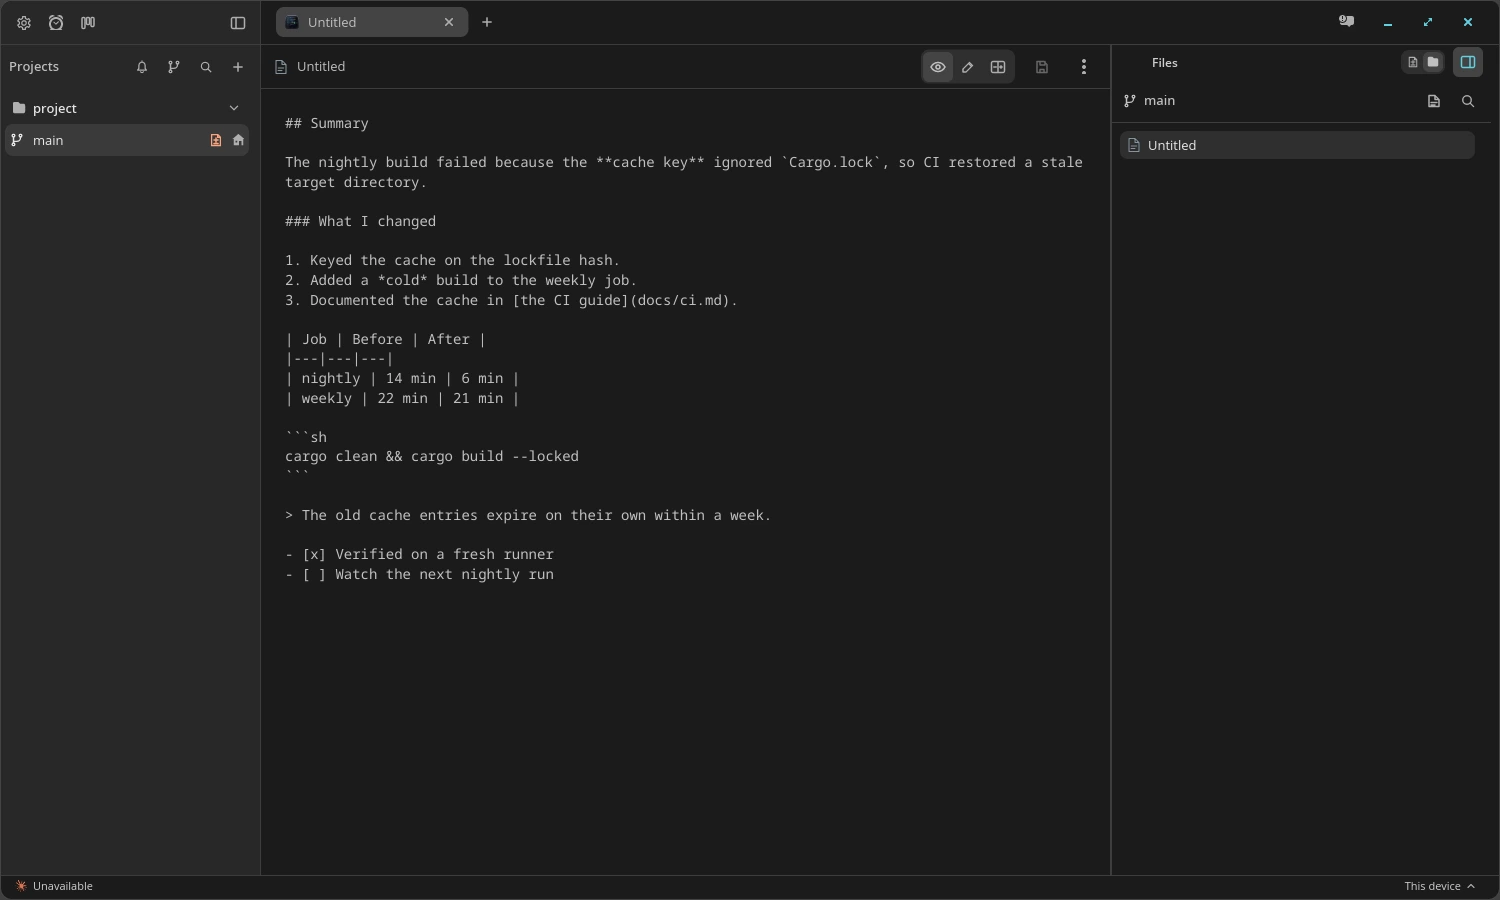 Untitled
Projects
Untitled
Files
project
main
main
Untitled
## Summary
The nightly build failed because the **cache key** ignored `Cargo.lock`, so CI restored a stale
target directory.
### What I changed
1. Keyed the cache on the lockfile hash.
2. Added a *cold* build to the weekly job.
3. Documented the cache in [the CI guide](docs/ci.md).
| Job | Before | After |
|---|---|---|
| nightly | 14 min | 6 min |
| weekly | 22 min | 21 min |
```sh
cargo clean && cargo build --locked
```
> The old cache entries expire on their own within a week.
- [x] Verified on a fresh runner
- [ ] Watch the next nightly run
Unavailable
This device